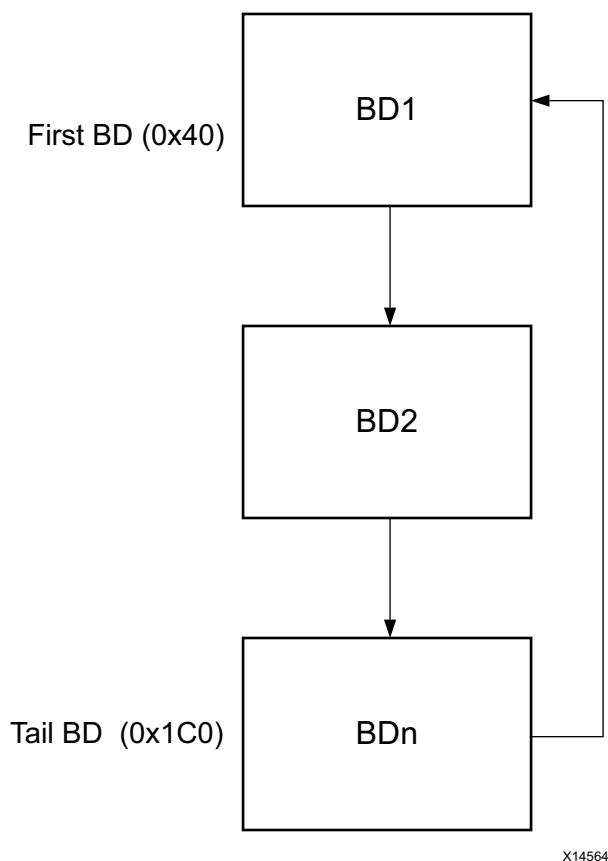 BD1
First BD (0x40)
BD2
Tail BD (0x1C0)
BDn
X14564